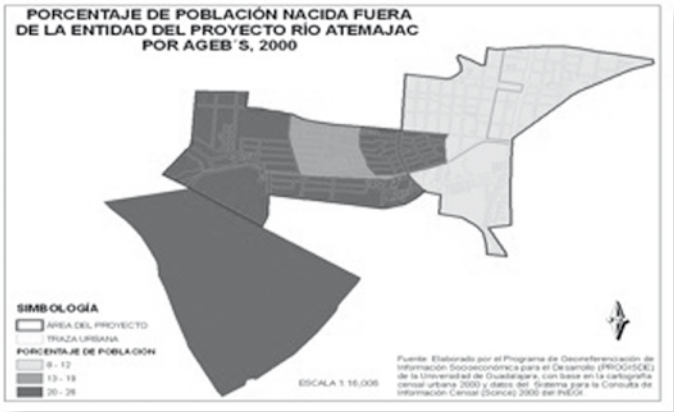 PORCENTAJE DE POBLACIÓN NACIDA FUERA
DE LA ENTIDAD DEL PROYECTO RÍO ATEMAJAC
POR AGEB´S, 2000
SIMBOLOGÍA
AREA DEL PROYECTO
TRAZA URBANA
PORCENTAJE DE POBLACIÓN
6 - 12
13 - 19
20 - 26
ESCALA 1:16,006
Fuente: Elaborado por el Programa de Georeferenciación de
Información Socioeconómica para el Desarrollo (PROGISDE)
de la Universidad de Guadalajara, con base en la cartografía
censal urbana 2000 y datos del Sistema para la Consulta de
Información Censal (Scince) 2000 del INEGI.